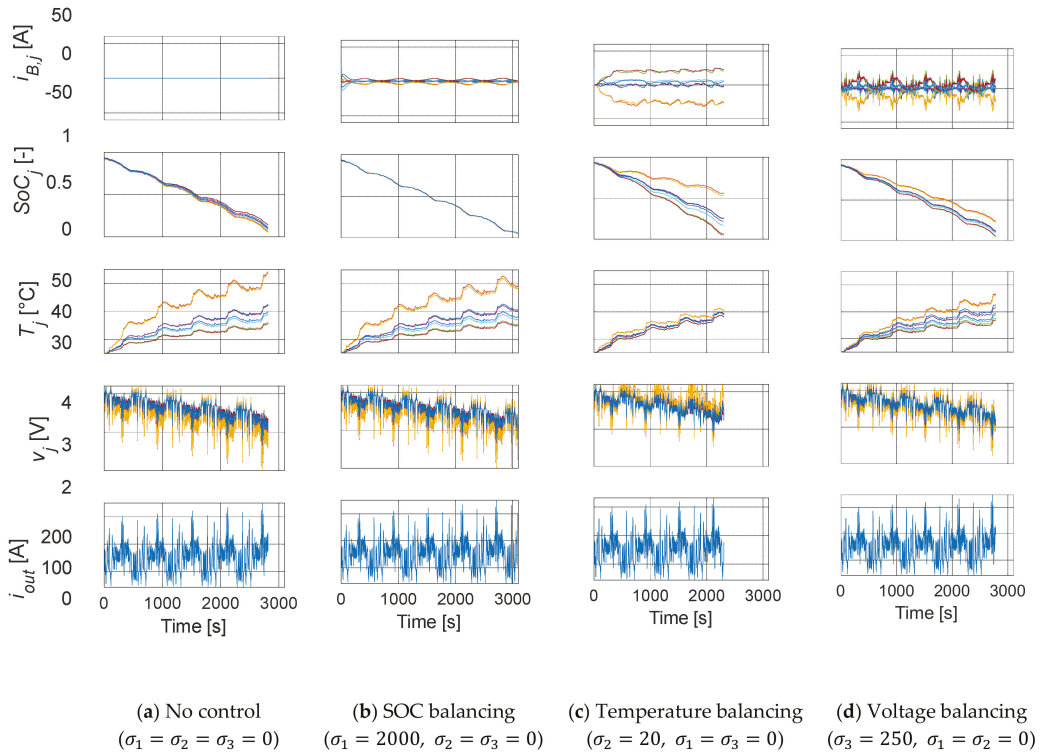 i_B,j [A]
50
0
-50
SoC_j [-]
1
0.5
0
T_j [°C]
50
40
30
v_j [V]
4
3
2
i_out [A]
200
100
0
0 1000 2000 3000
Time [s]
0 1000 2000 3000
Time [s]
0 1000 2000 3000
Time [s]
0 1000 2000 3000
Time [s]
(a) No control
(σ₁ = σ₂ = σ₃ = 0)
(b) SOC balancing
(σ₁ = 2000, σ₂ = σ₃ = 0)
(c) Temperature balancing
(σ₂ = 20, σ₁ = σ₃ = 0)
(d) Voltage balancing
(σ₃ = 250, σ₁ = σ₂ = 0)